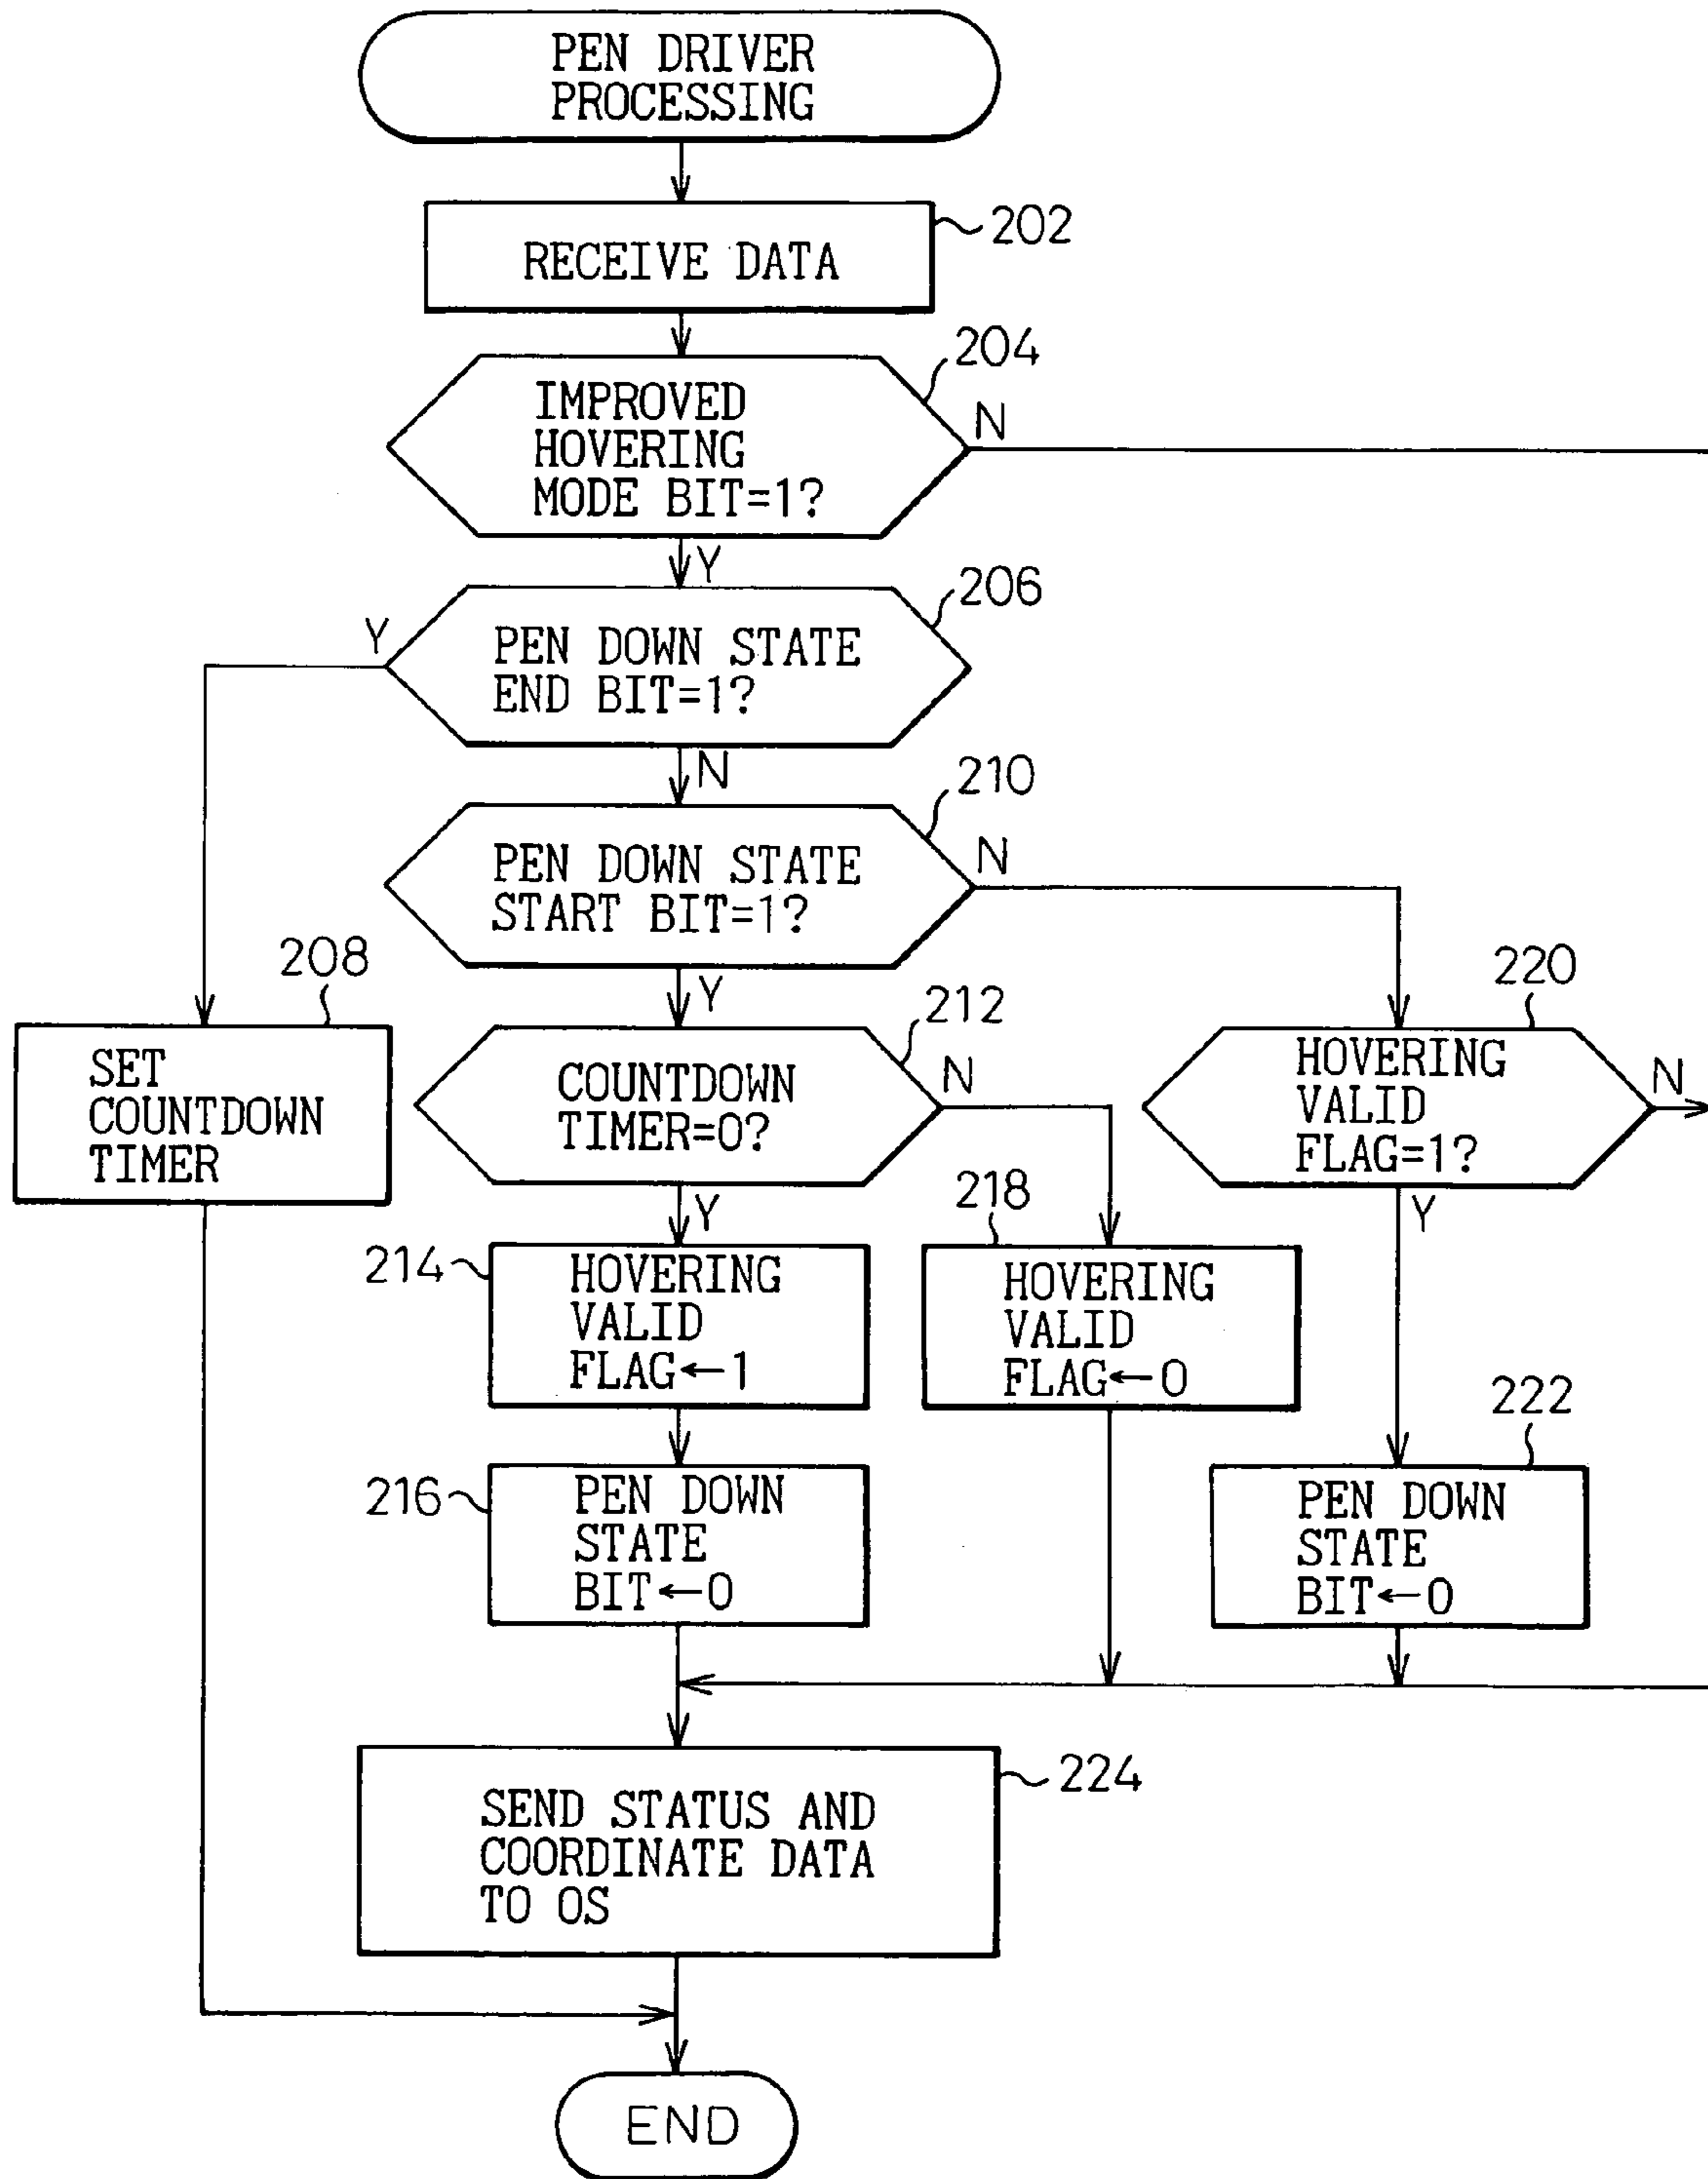 PEN DRIVER
PROCESSING
202
RECEIVE DATA
204
IMPROVED
HOVERING
MODE BIT=1?
N
Y
206
Y
PEN DOWN STATE
END BIT=1?
N
210
PEN DOWN STATE
START BIT=1?
N
208
Y
220
SET
COUNTDOWN
TIMER
212
COUNTDOWN
TIMER=0?
N
HOVERING
VALID
FLAG=1?
N
Y
218
Y
214
HOVERING
VALID
FLAG←1
HOVERING
VALID
FLAG←0
222
216
PEN DOWN
STATE
BIT←0
PEN DOWN
STATE
BIT←0
224
SEND STATUS AND
COORDINATE DATA
TO OS
END